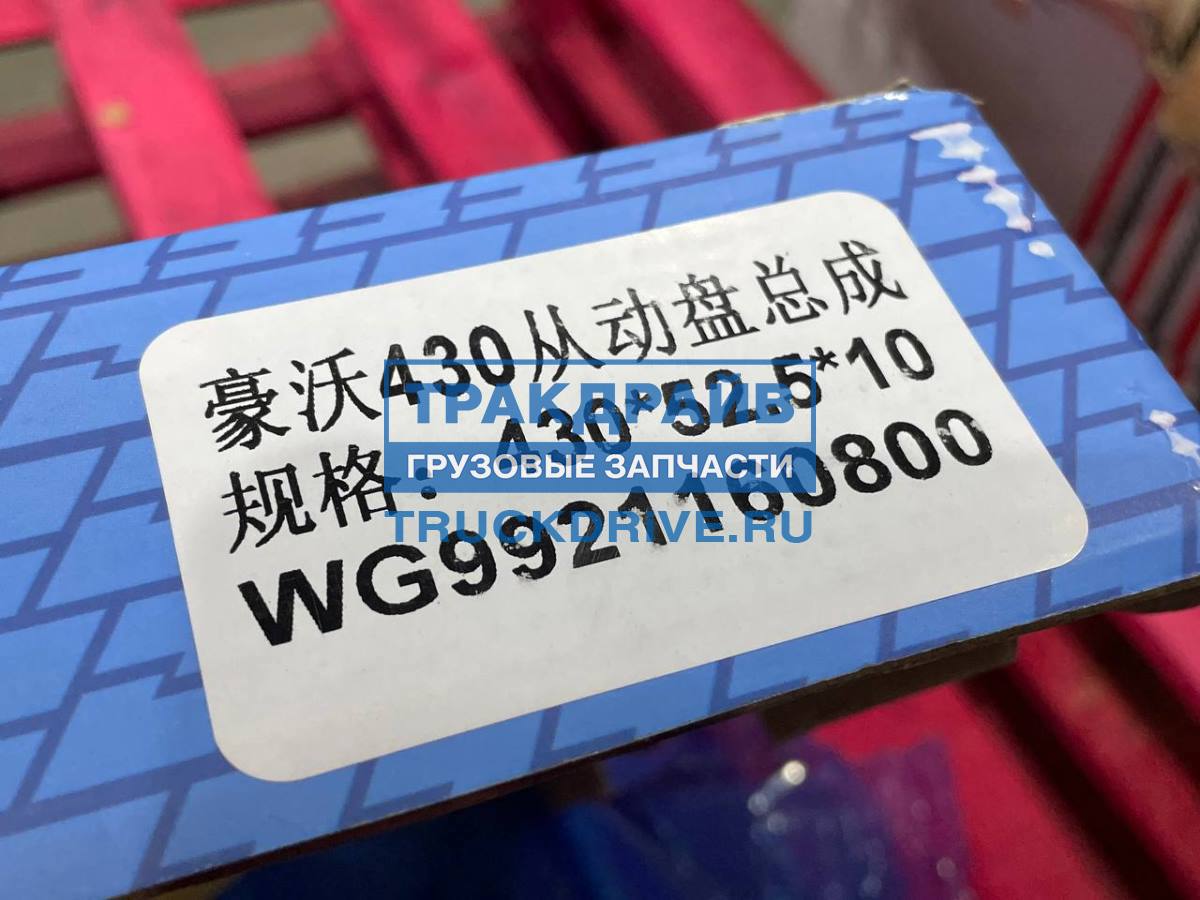 豪沃430从动盘总成
规格：430*52.5*10
WG9921160800
ТРАКДРАЙВ
ГРУЗОВЫЕ ЗАПЧАСТИ
TRUCKDRIVE.RU